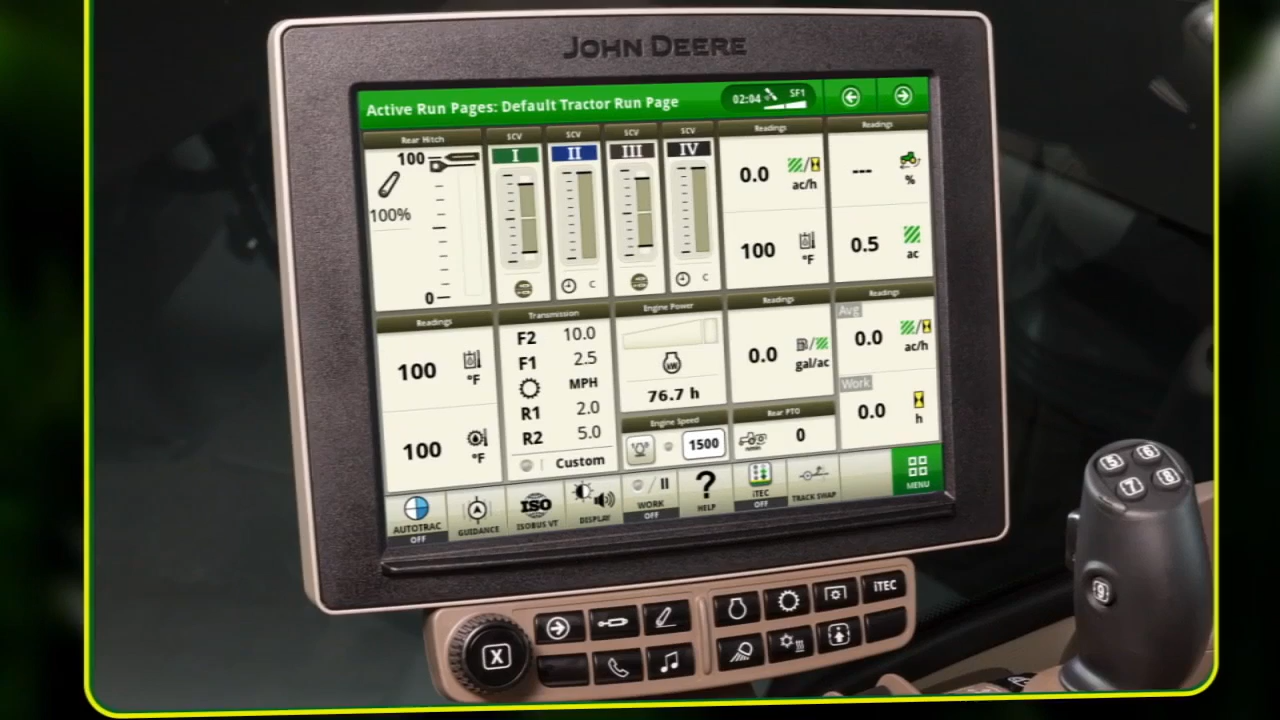 JOHN DEERE
Active Run Pages: Default Tractor Run Page
02:04
SF1
Rear Hitch
100
100%
0
SCV
I
SCV
II
C
SCV
III
SCV
IV
C
Readings
0.0
ac/h
100
°F
Readings
---
%
0.5
ac
Readings
100
°F
100
°F
Transmission
F2 10.0
F1 2.5
MPH
R1 2.0
R2 5.0
Custom
Engine Power
kW
76.7 h
Engine Speed
1500
Readings
0.0
gal/ac
Rear PTO
0
Readings
Avg
0.0
ac/h
Work
0.0
h
AUTOTRAC
OFF
GUIDANCE
ISO
ISOBUS VT
DISPLAY
WORK
OFF
?
HELP
iTEC
OFF
TRACK SWAP
MENU
X
iTEC
5
6
7
8
9